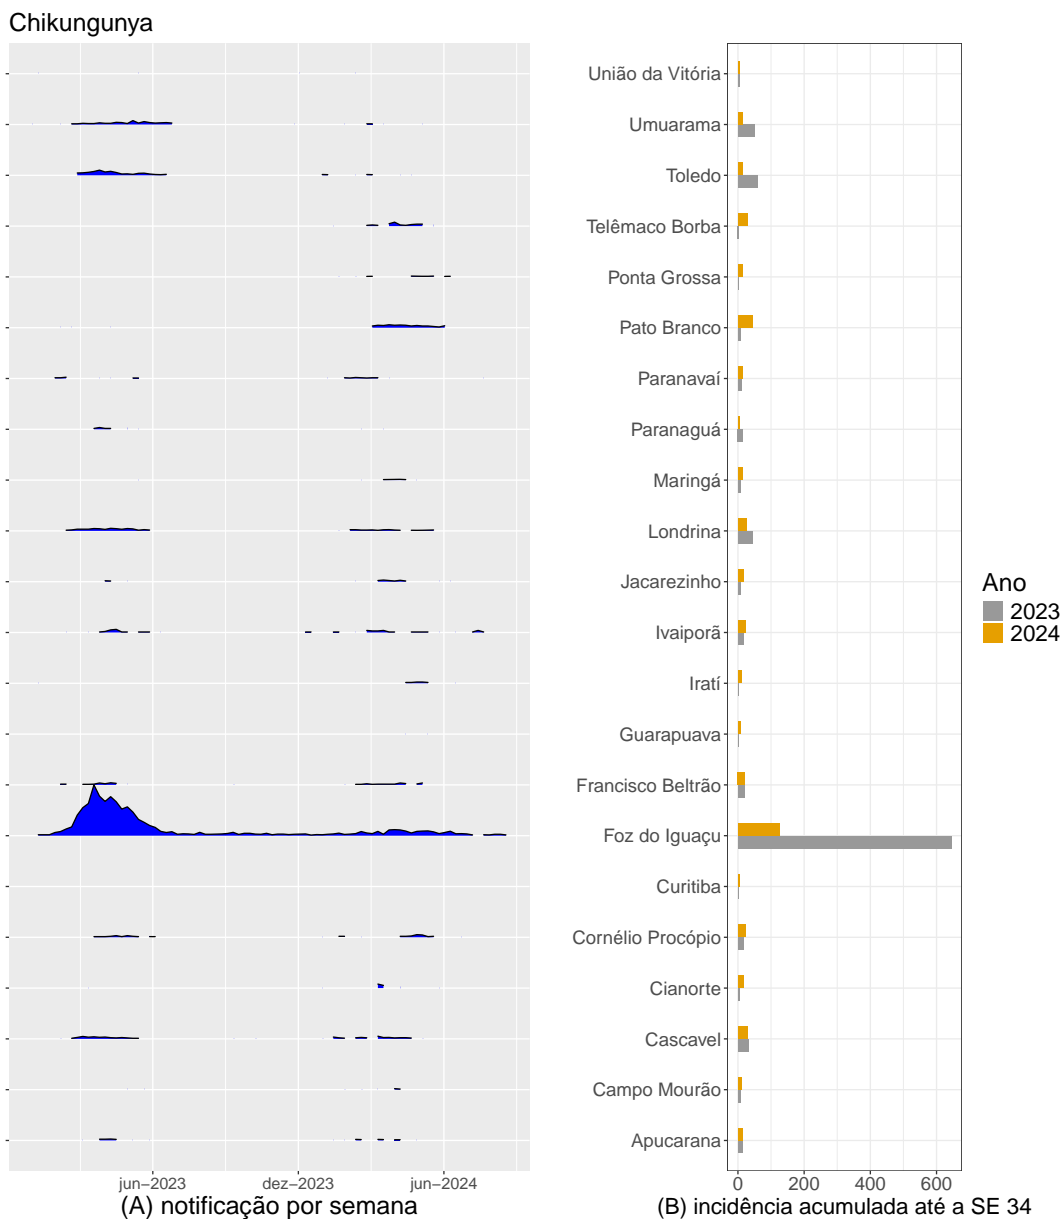 Chikungunya
União da Vitória
Umuarama
Toledo
Telêmaco Borba
Ponta Grossa
Pato Branco
Paranavaí
Paranaguá
Maringá
Londrina
Jacarezinho
Ivaiporã
Iratí
Guarapuava
Francisco Beltrão
Foz do Iguaçu
Curitiba
Cornélio Procópio
Cianorte
Cascavel
Campo Mourão
Apucarana
Ano
2023
2024
jun−2023 dez−2023 jun−2024
0 200 400 600
(A) notificação por semana
(B) incidência acumulada até a SE 34